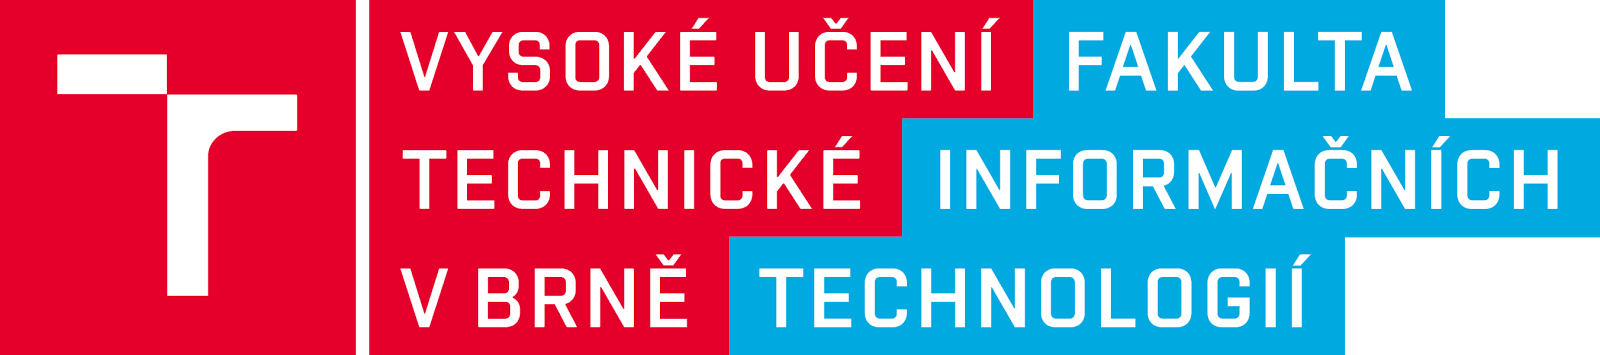 VYSOKÉ UČENÍ FAKULTA
TECHNICKÉ INFORMAČNÍCH
V BRNĚ TECHNOLOGIÍ